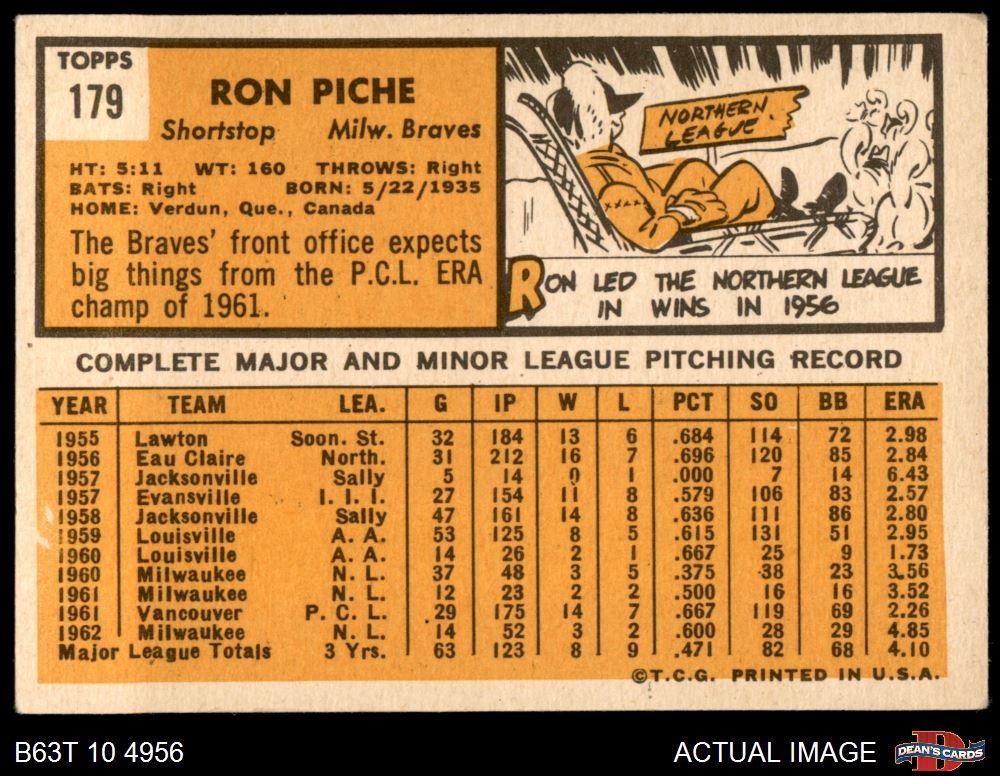 TOPPS
179
RON PICHE
Shortstop Milw. Braves
HT: 5:11 WT: 160 THROWS: Right
BATS: Right BORN: 5/22/1935
HOME: Verdun, Que., Canada
The Braves' front office expects
big things from the P.C.L. ERA
champ of 1961.
NORTHERN
LEAGUE.
RON LED THE NORTHERN LEAGUE
IN WINS IN 1956
COMPLETE MAJOR AND MINOR LEAGUE PITCHING RECORD
YEAR TEAM LEA. G IP W L PCT SO BB ERA
1955 Lawton Soon. St. 32 184 13 6 .684 114 72 2.98
1956 Eau Claire North. 31 212 16 7 .696 120 85 2.84
1957 Jacksonville Sally 5 14 0 1 .000 7 14 6.43
1957 Evansville I. I. I. 27 154 11 8 .579 106 83 2.57
1958 Jacksonville Sally 47 161 14 8 .636 111 86 2.80
1959 Louisville A. A. 53 125 8 5 .615 131 51 2.95
1960 Louisville A. A. 14 26 2 1 .667 25 9 1.73
1960 Milwaukee N. L. 37 48 3 5 .375 38 23 3.56
1961 Milwaukee N. L. 12 23 2 2 .500 16 16 3.52
1961 Vancouver P. C. L. 29 175 14 7 .667 119 69 2.26
1962 Milwaukee N. L. 14 52 3 2 .600 28 29 4.85
Major League Totals 3 Yrs. 63 123 8 9 .471 82 68 4.10
©T.C.G. PRINTED IN U.S.A.
B63T 10 4956
ACTUAL IMAGE
D
DEAN'S CARDS